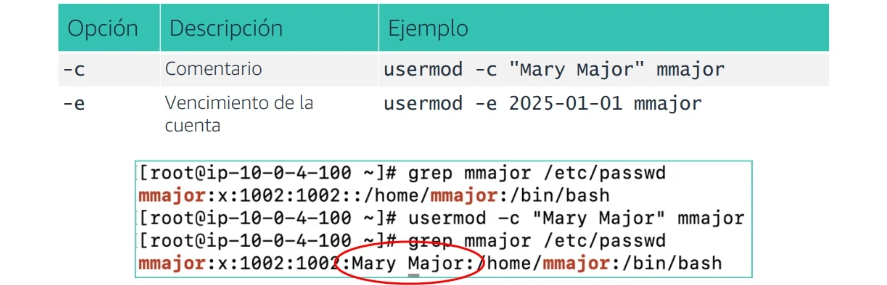 Opción Descripción Ejemplo
-c Comentario usermod -c "Mary Major" mmajor
-e Vencimiento de la cuenta usermod -e 2025-01-01 mmajor
[root@ip-10-0-4-100 ~]# grep mmajor /etc/passwd
mmajor:x:1002:1002::/home/mmajor:/bin/bash
[root@ip-10-0-4-100 ~]# usermod -c "Mary Major" mmajor
[root@ip-10-0-4-100 ~]# grep mmajor /etc/passwd
mmajor:x:1002:1002:Mary Major:/home/mmajor:/bin/bash